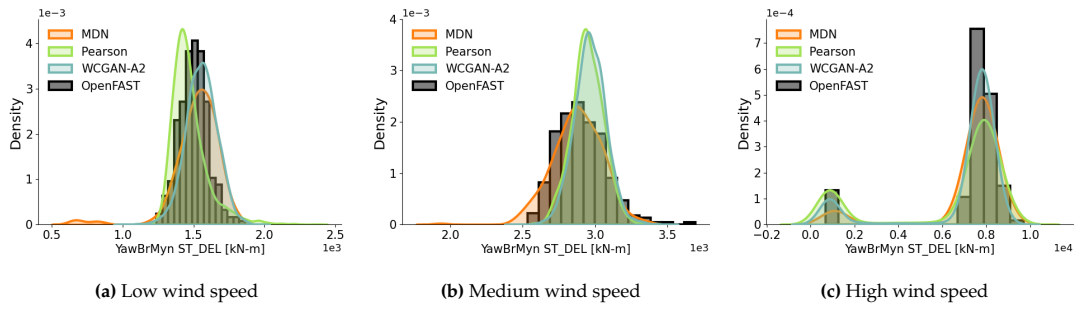 1e−3
MDN
Pearson
WCGAN-A2
OpenFAST
Density
4
3
2
1
0
0.5 1.0 1.5 2.0 2.5
YawBrMyn ST_DEL [kN-m]
1e3
(a) Low wind speed
1e−3
MDN
Pearson
WCGAN-A2
OpenFAST
Density
4
3
2
1
0
2.0 2.5 3.0 3.5
YawBrMyn ST_DEL [kN-m]
1e3
(b) Medium wind speed
1e−4
MDN
Pearson
WCGAN-A2
OpenFAST
Density
7
6
5
4
3
2
1
0
−0.2 0.0 0.2 0.4 0.6 0.8 1.0
YawBrMyn ST_DEL [kN-m]
1e4
(c) High wind speed